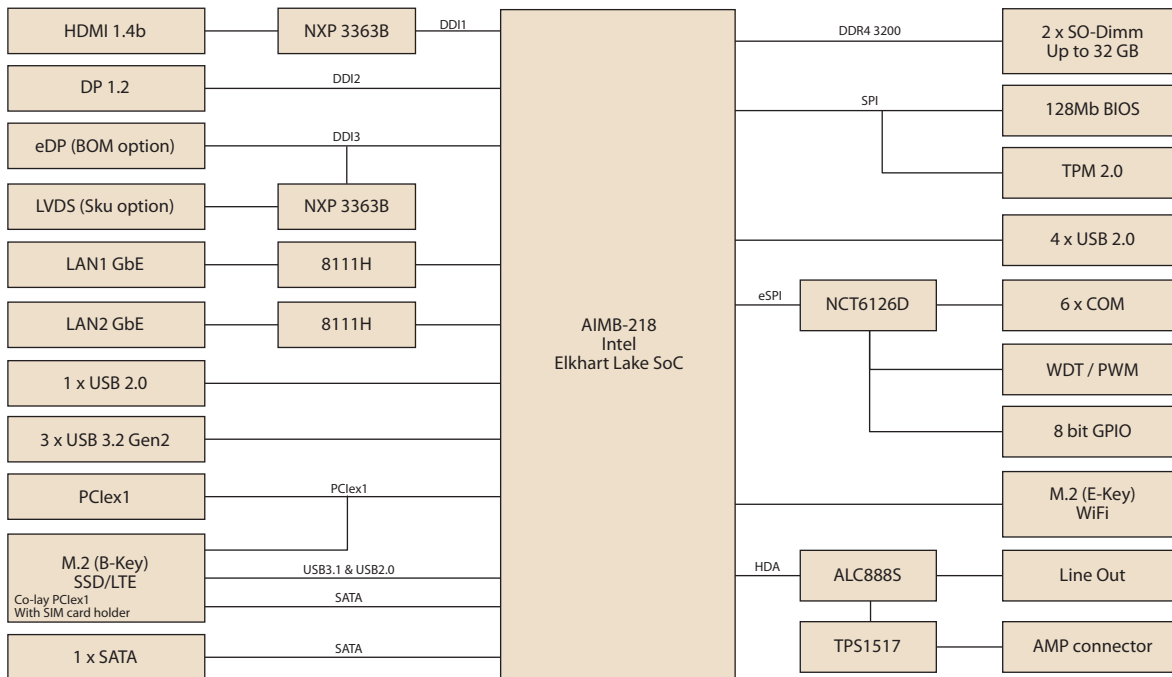 HDMI 1.4b
NXP 3363B
DDI1
DP 1.2
DDI2
eDP (BOM option)
DDI3
LVDS (Sku option)
NXP 3363B
LAN1 GbE
8111H
LAN2 GbE
8111H
1 x USB 2.0
3 x USB 3.2 Gen2
PCIex1
PCIex1
M.2 (B-Key)
SSD/LTE
Co-lay PCIex1
With SIM card holder
USB3.1 & USB2.0
SATA
1 x SATA
SATA
AIMB-218
Intel
Elkhart Lake SoC
DDR4 3200
2 x SO-Dimm
Up to 32 GB
SPI
128Mb BIOS
TPM 2.0
4 x USB 2.0
eSPI
NCT6126D
6 x COM
WDT / PWM
8 bit GPIO
M.2 (E-Key)
WiFi
HDA
ALC888S
Line Out
TPS1517
AMP connector